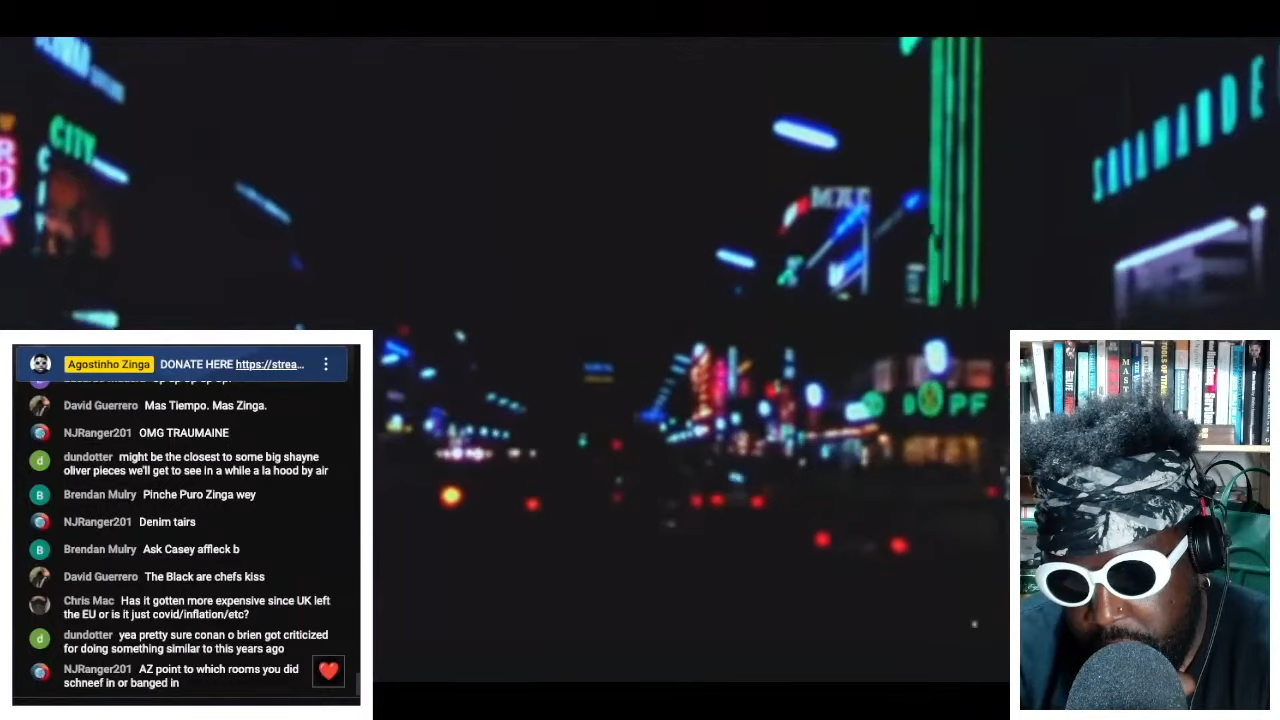 CITY
MAC
SALAMANDE
PF
Agostinho Zinga DONATE HERE https://strea...
David Guerrero Mas Tiempo. Mas Zinga.
NJRanger201 OMG TRAUMAINE
d dundotter might be the closest to some big shayne
oliver pieces we'll get to see in a while a la hood by air
B Brendan Mulry Pinche Puro Zinga wey
NJRanger201 Denim tairs
B Brendan Mulry Ask Casey affleck b
David Guerrero The Black are chefs kiss
Chris Mac Has it gotten more expensive since UK left
the EU or is it just covid/inflation/etc?
d dundotter yea pretty sure conan o brien got criticized
for doing something similar to this years ago
NJRanger201 AZ point to which rooms you did
schneef in or banged in